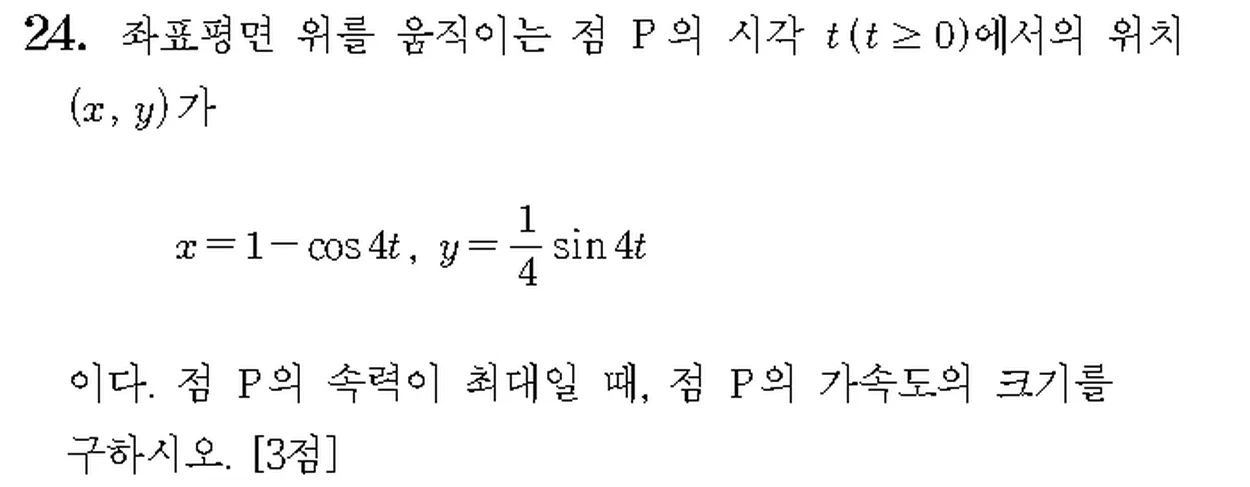 24. 좌표평면 위를 움직이는 점 P의 시각 t(t ≥ 0)에서의 위치
(x, y)가
x = 1 − cos 4t, y = 1/4 sin 4t
이다. 점 P의 속력이 최대일 때, 점 P의 가속도의 크기를
구하시오. [3점]